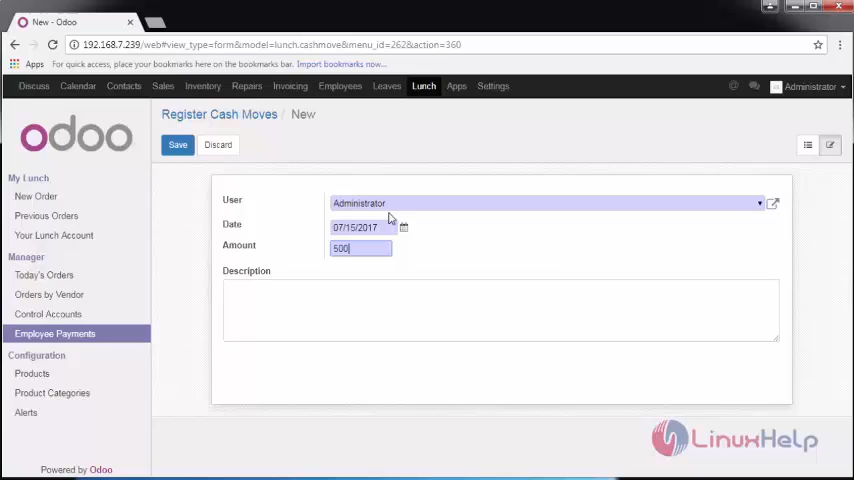 New - Odoo
192.168.7.239/web#view_type=form&model=lunch.cashmove&menu_id=262&action=360
Apps For quick access, place your bookmarks here on the bookmarks bar. Import bookmarks now...
Discuss Calendar Contacts Sales Inventory Repairs Invoicing Employees Leaves Lunch Apps Settings Administrator
odoo
Register Cash Moves / New
Save Discard
My Lunch
New Order
Previous Orders
Your Lunch Account
Manager
Today's Orders
Orders by Vendor
Control Accounts
Employee Payments
Configuration
Products
Product Categories
Alerts
Powered by Odoo
User Administrator
Date 07/15/2017
Amount 500
Description
LinuxHelp